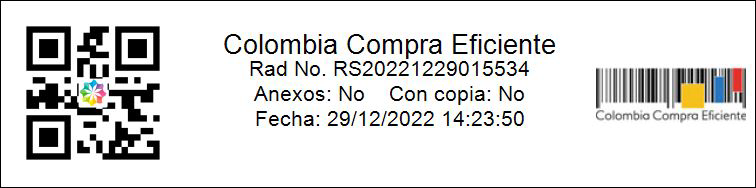 Colombia Compra Eficiente
Rad No. RS20221229015534
Anexos: No    Con copia: No
Fecha: 29/12/2022 14:23:50
Colombia Compra Eficiente